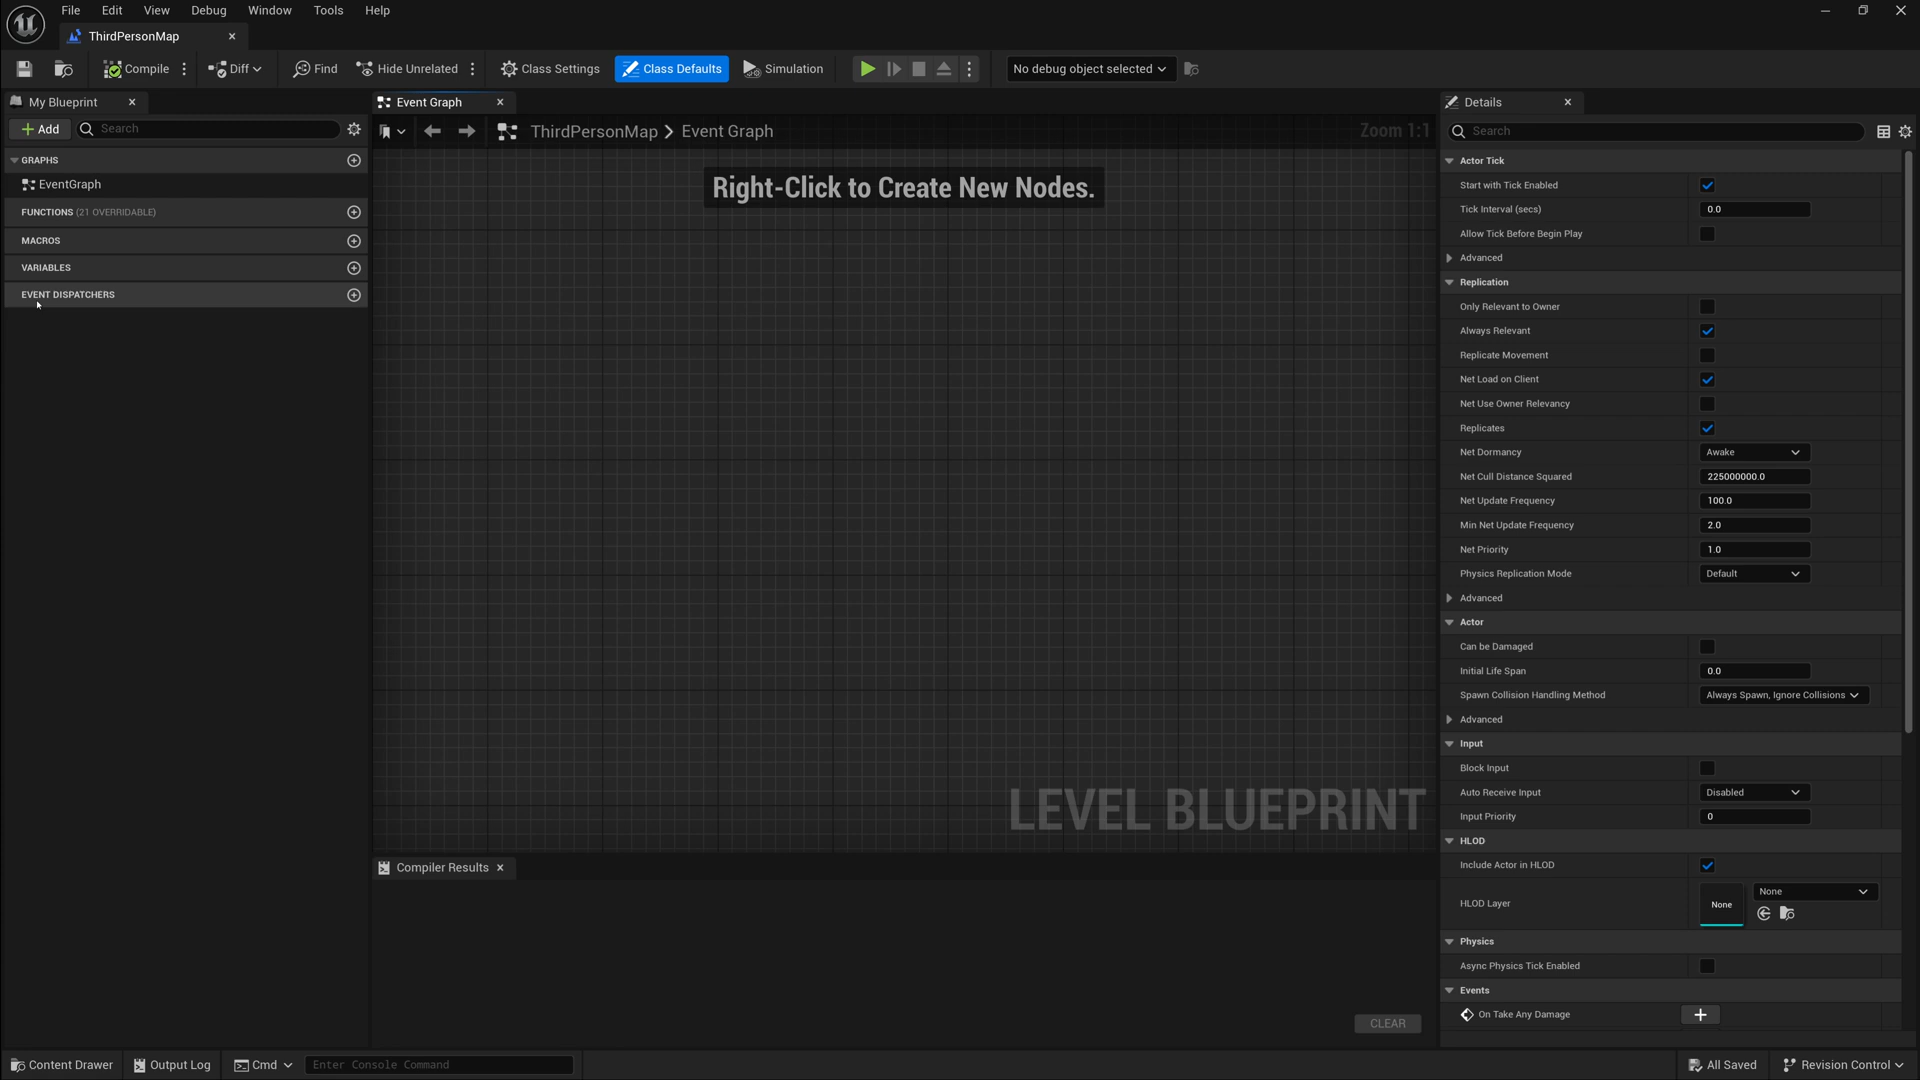 File Edit View Debug Window Tools Help
ThirdPersonMap
Compile Diff Find Hide Unrelated Class Settings Class Defaults Simulation No debug object selected
My Blueprint
Add Search
GRAPHS
EventGraph
FUNCTIONS (21 OVERRIDABLE)
MACROS
VARIABLES
EVENT DISPATCHERS
Event Graph
ThirdPersonMap > Event Graph Zoom 1:1
Right-Click to Create New Nodes.
LEVEL BLUEPRINT
Compiler Results
CLEAR
Details
Search
Actor Tick
Start with Tick Enabled
Tick Interval (secs) 0.0
Allow Tick Before Begin Play
Advanced
Replication
Only Relevant to Owner
Always Relevant
Replicate Movement
Net Load on Client
Net Use Owner Relevancy
Replicates
Net Dormancy Awake
Net Cull Distance Squared 225000000.0
Net Update Frequency 100.0
Min Net Update Frequency 2.0
Net Priority 1.0
Physics Replication Mode Default
Advanced
Actor
Can be Damaged
Initial Life Span 0.0
Spawn Collision Handling Method Always Spawn, Ignore Collisions
Advanced
Input
Block Input
Auto Receive Input Disabled
Input Priority 0
HLOD
Include Actor in HLOD
HLOD Layer None None
Physics
Async Physics Tick Enabled
Events
On Take Any Damage
Content Drawer Output Log Cmd Enter Console Command All Saved Revision Control